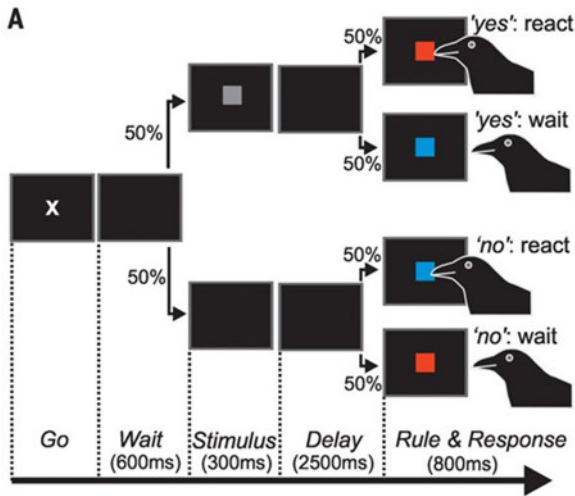 A
50%
'yes': react
50%
'yes': wait
50%
X
50%
50%
'no': react
'no': wait
50%
Go
Wait
(600ms)
Stimulus
(300ms)
Delay
(2500ms)
Rule & Response
(800ms)